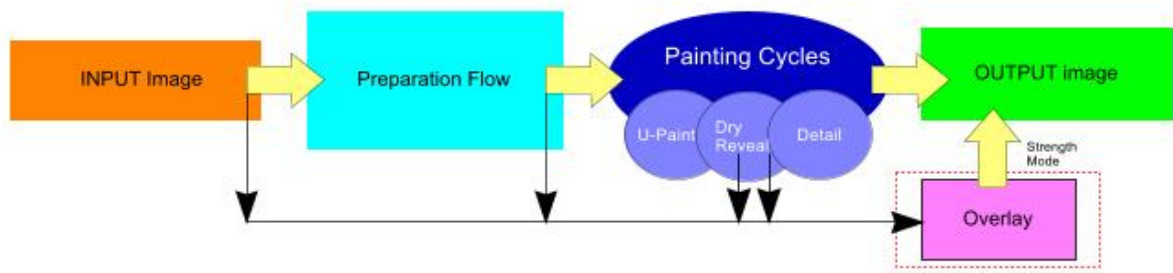 INPUT Image
Preparation Flow
Painting Cycles
U-Paint
Dry
Reveal
Detail
OUTPUT image
Strength
Mode
Overlay